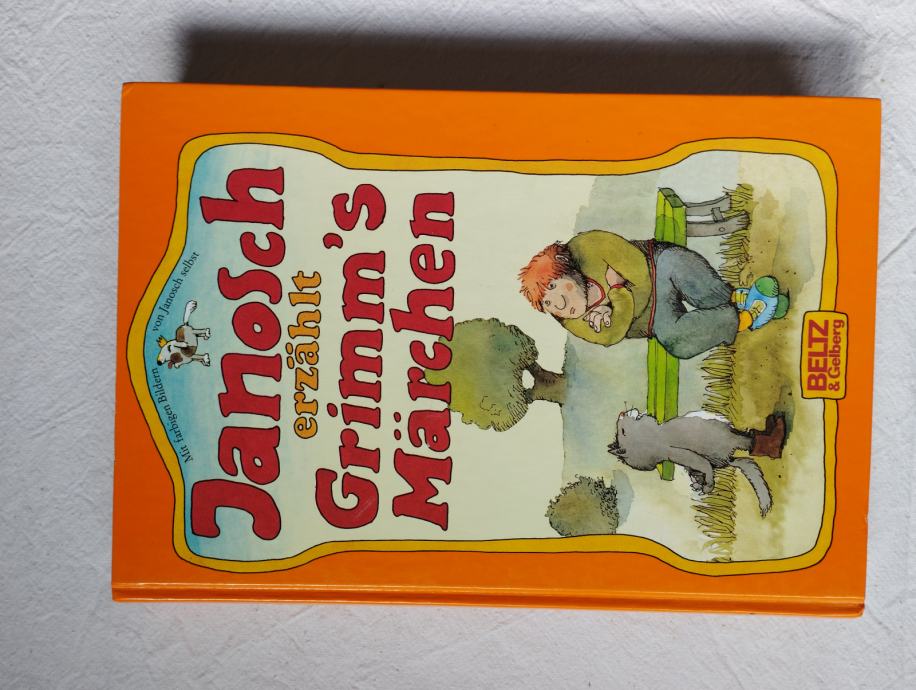 Mit farbigen Bildern von Janosch selbst
Janosch
erzählt
Grimm's
Märchen
BELTZ
& Gelberg